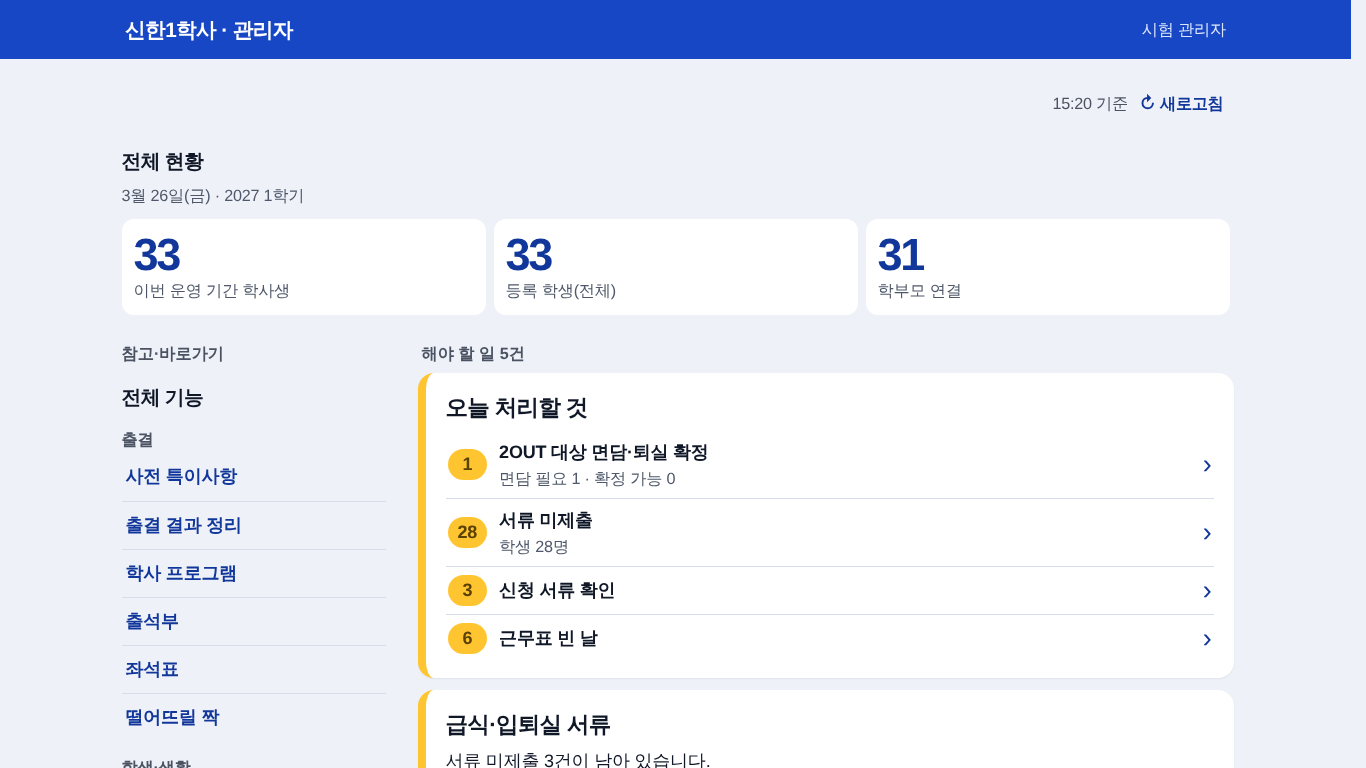 신한1학사 · 관리자
시험 관리자
15:20 기준 ↻ 새로고침
전체 현황
3월 26일(금) · 2027 1학기
33
이번 운영 기간 학사생
33
등록 학생(전체)
31
학부모 연결
참고·바로가기
전체 기능
출결
사전 특이사항
출결 결과 정리
학사 프로그램
출석부
좌석표
떨어뜨릴 짝
학생·생활
해야 할 일 5건
오늘 처리할 것
1
2OUT 대상 면담·퇴실 확정
면담 필요 1 · 확정 가능 0
28
서류 미제출
학생 28명
3
신청 서류 확인
6
근무표 빈 날
급식·입퇴실 서류
서류 미제출 3건이 남아 있습니다.